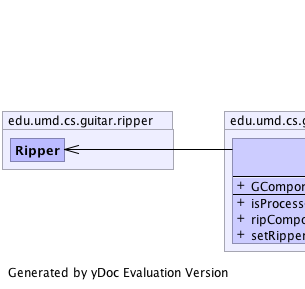 edu.umd.cs.guitar.ripper
edu.umd.cs.
Ripper
+ GCompor
+ isProcess
+ ripCompo
+ setRipper
Generated by yDoc Evaluation Version